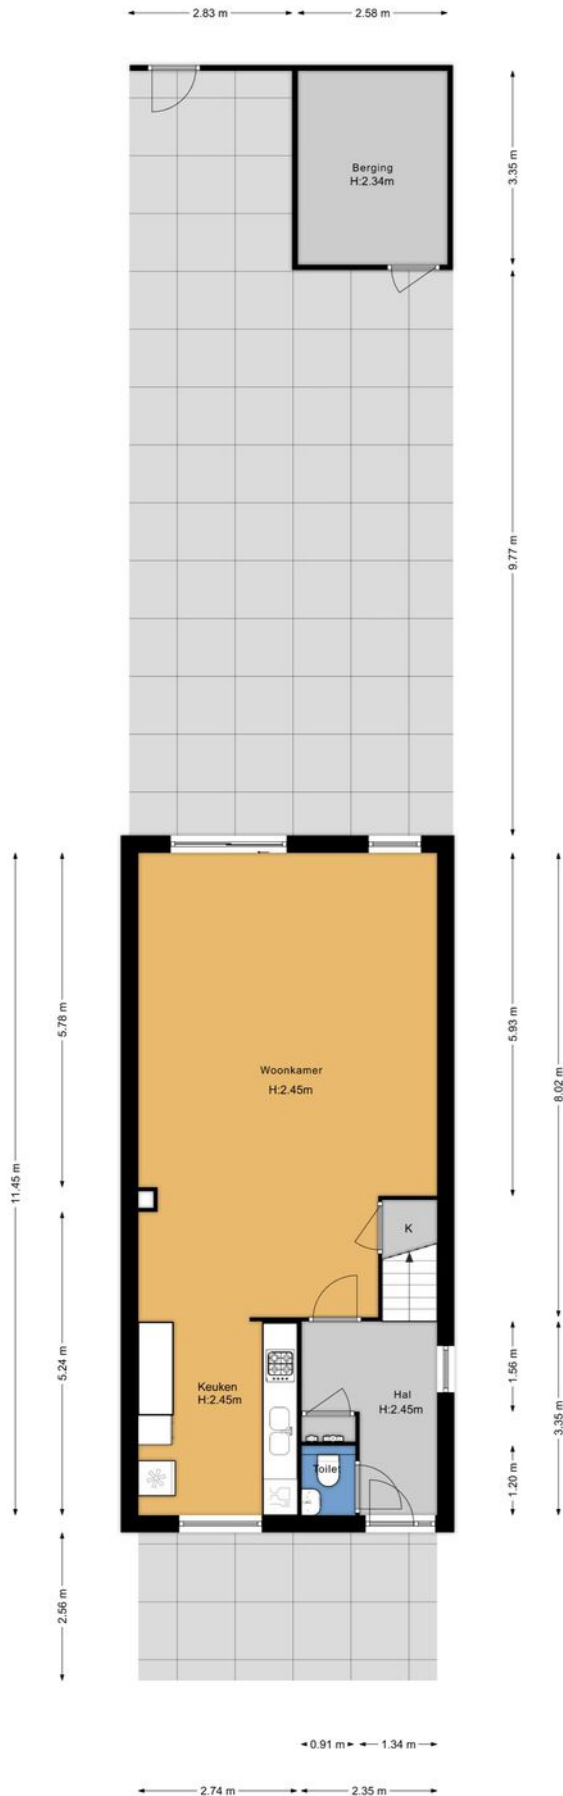 2.83 m
2.58 m
Berging
H:2.34m
3.35 m
9.77 m
5.78 m
5.93 m
8.02 m
Woonkamer
H:2.45m
11.45 m
K
5.24 m
Keuken
H:2.45m
Hal
H:2.45m
1.56 m
3.35 m
Toilet
1.20 m
2.56 m
0.91 m
1.34 m
2.74 m
2.35 m